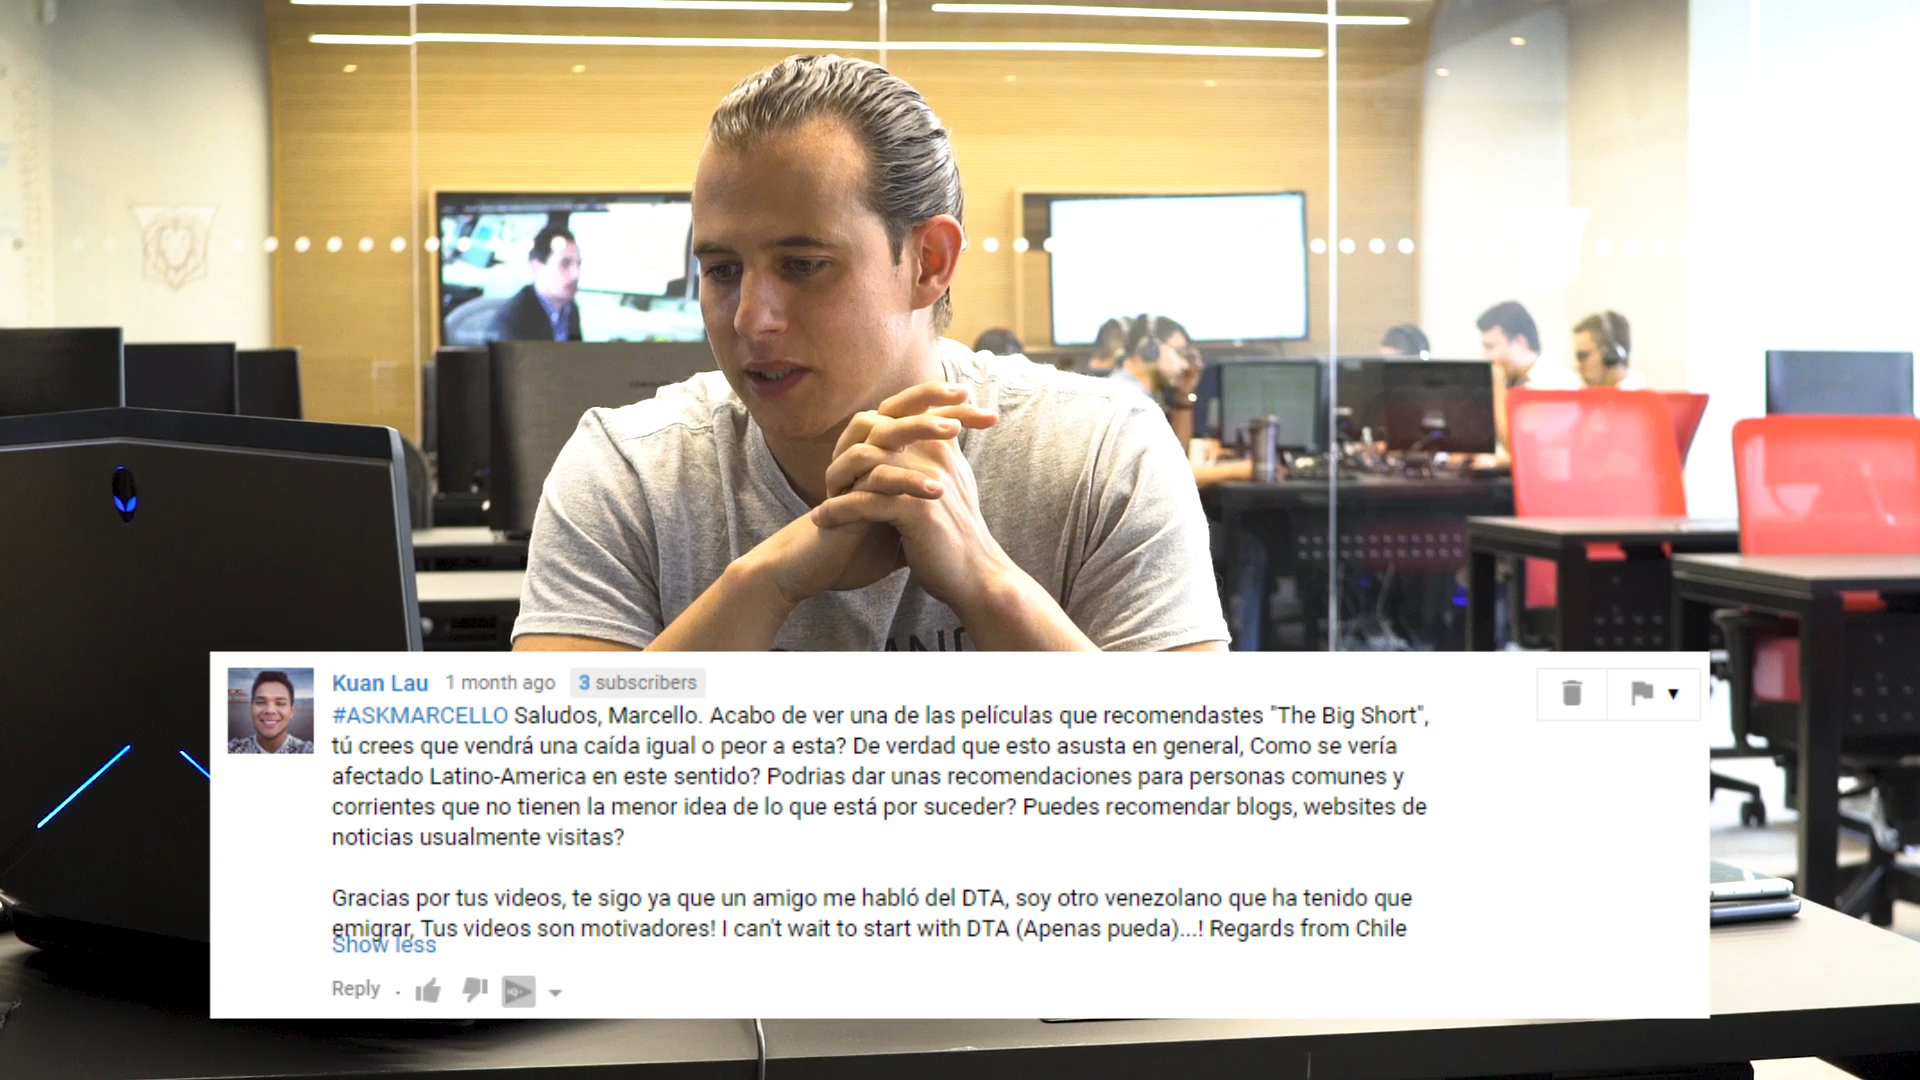 Kuan Lau 1 month ago 3 subscribers
#ASKMARCELLO Saludos, Marcello. Acabo de ver una de las películas que recomendastes "The Big Short",
tú crees que vendrá una caída igual o peor a esta? De verdad que esto asusta en general, Como se vería
afectado Latino-America en este sentido? Podrias dar unas recomendaciones para personas comunes y
corrientes que no tienen la menor idea de lo que está por suceder? Puedes recomendar blogs, websites de
noticias usualmente visitas?
Gracias por tus videos, te sigo ya que un amigo me habló del DTA, soy otro venezolano que ha tenido que
emigrar, Tus videos son motivadores! I can't wait to start with DTA (Apenas pueda)...! Regards from Chile
Show less
Reply